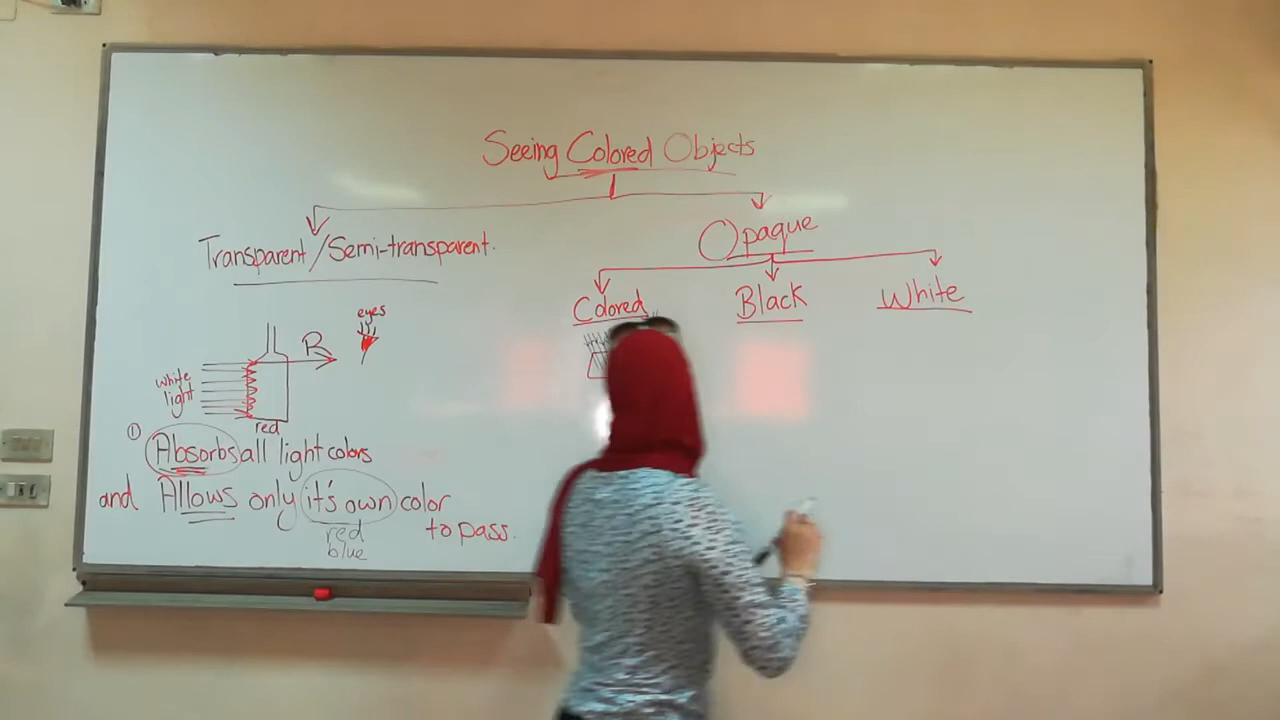 Seeing Colored Objects
Transparent/Semi-transparent.
Opaque
Colored
Black
White
eyes
R
white
light
red
① Absorbs all light colors
and Allows only it's own color
to pass.
red
blue